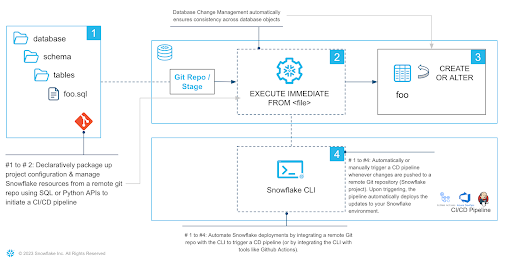 Database Change Management automatically
ensures consistency across database objects
1
database
schema
tables
foo.sql
Git Repo /
Stage
2
EXECUTE IMMEDIATE
FROM <file>
3
CREATE
OR ALTER
foo
#1 to # 2: Declaratively package up
project configuration & manage
Snowflake resources from a remote git
repo using SQL or Python APIs to
initiate a CI/CD pipeline
4
Snowflake CLI
# 1 to #4: Automatically or
manually trigger a CD pipeline
whenever changes are pushed to a
remote Git repository (Snowflake
project). Upon triggering, the
pipeline automatically deploys the
updates to your Snowflake
environment.
CI/CD Pipeline
# 1 to #4: Automate Snowflake deployments by integrating a remote Git
repo with the CLI to trigger a CD pipeline (or by integrating the CLI with
tools like Github Actions).
© 2023 Snowflake Inc. All Rights Reserved